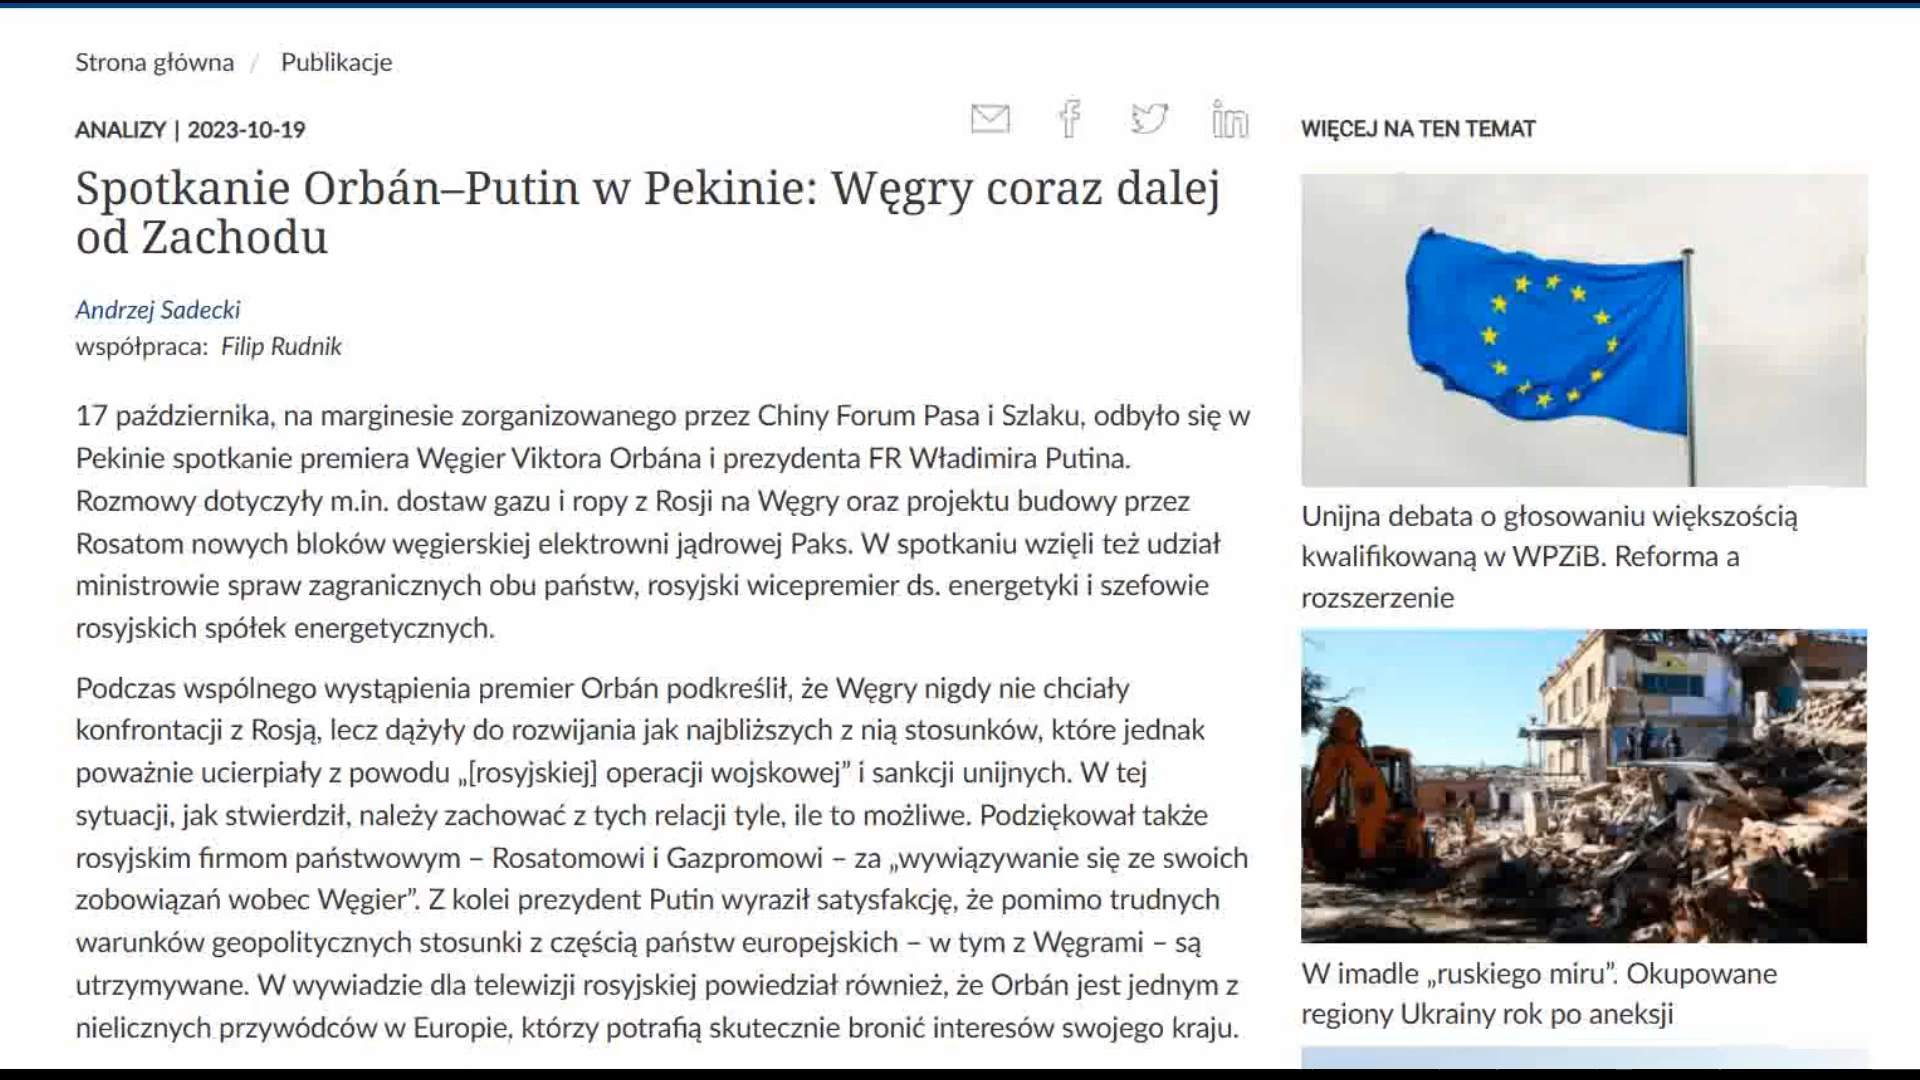 Strona główna / Publikacje
ANALIZY | 2023-10-19
Spotkanie Orbán–Putin w Pekinie: Węgry coraz dalej
od Zachodu
Andrzej Sadecki
współpraca: Filip Rudnik
17 października, na marginesie zorganizowanego przez Chiny Forum Pasa i Szlaku, odbyło się w
Pekinie spotkanie premiera Węgier Viktora Orbána i prezydenta FR Władimira Putina.
Rozmowy dotyczyły m.in. dostaw gazu i ropy z Rosji na Węgry oraz projektu budowy przez
Rosatom nowych bloków węgierskiej elektrowni jądrowej Paks. W spotkaniu wzięli też udział
ministrowie spraw zagranicznych obu państw, rosyjski wicepremier ds. energetyki i szefowie
rosyjskich spółek energetycznych.
Podczas wspólnego wystąpienia premier Orbán podkreślił, że Węgry nigdy nie chciały
konfrontacji z Rosją, lecz dążyły do rozwijania jak najbliższych z nią stosunków, które jednak
poważnie ucierpiały z powodu „[rosyjskiej] operacji wojskowej” i sankcji unijnych. W tej
sytuacji, jak stwierdził, należy zachować z tych relacji tyle, ile to możliwe. Podziękował także
rosyjskim firmom państwowym – Rosatomowi i Gazpromowi – za „wywiązywanie się ze swoich
zobowiązań wobec Węgier”. Z kolei prezydent Putin wyraził satysfakcję, że pomimo trudnych
warunków geopolitycznych stosunki z częścią państw europejskich – w tym z Węgrami – są
utrzymywane. W wywiadzie dla telewizji rosyjskiej powiedział również, że Orbán jest jednym z
nielicznych przywódców w Europie, którzy potrafią skutecznie bronić interesów swojego kraju.
WIĘCEJ NA TEN TEMAT
Unijna debata o głosowaniu większością
kwalifikowaną w WPZiB. Reforma a
rozszerzenie
W imadle „ruskiego miru”. Okupowane
regiony Ukrainy rok po aneksji